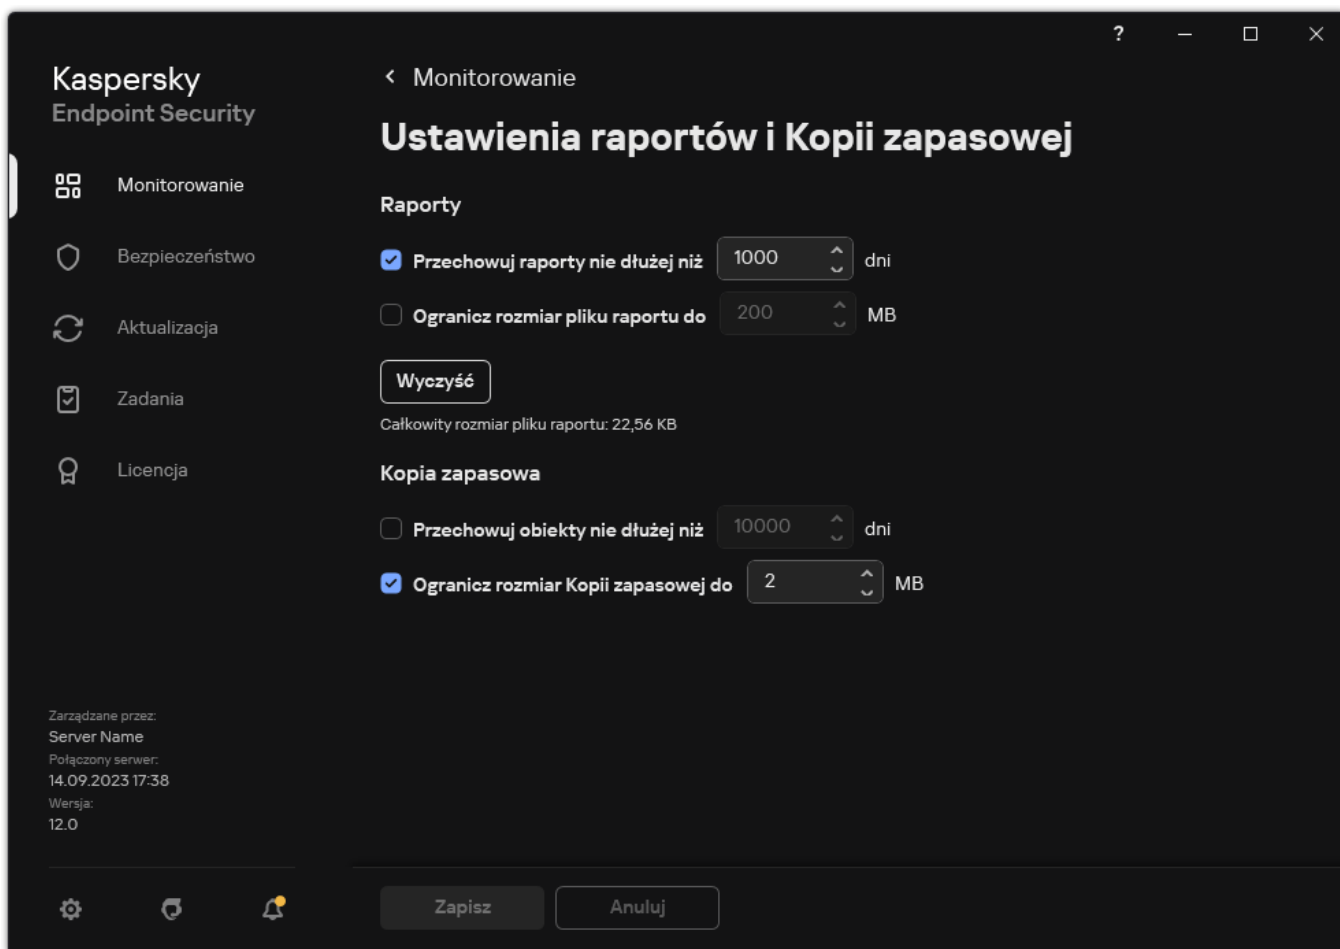 ?
Kaspersky
Endpoint Security
Monitorowanie
Bezpieczeństwo
Aktualizacja
Zadania
Licencja
Zarządzane przez:
Server Name
Połączony serwer:
14.09.2023 17:38
Wersja:
12.0
Monitorowanie
Ustawienia raportów i Kopii zapasowej
Raporty
Przechowuj raporty nie dłużej niż 1000 dni
Ogranicz rozmiar pliku raportu do 200 MB
Wyczyść
Całkowity rozmiar pliku raportu: 22,56 KB
Kopia zapasowa
Przechowuj obiekty nie dłużej niż 10000 dni
Ogranicz rozmiar Kopii zapasowej do 2 MB
Zapisz Anuluj